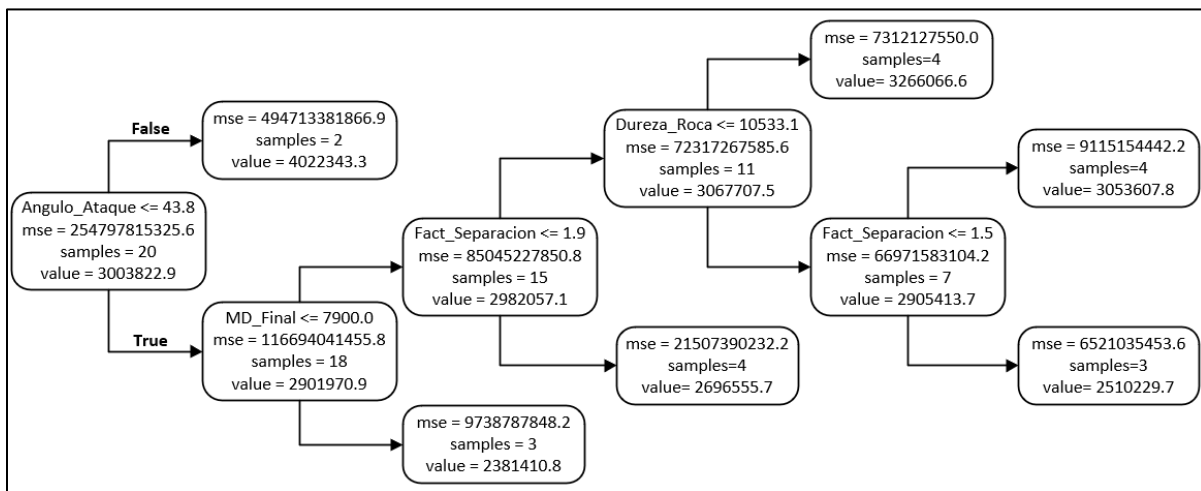 mse = 7312127550.0
samples=4
value= 3266066.6
mse = 494713381866.9
samples = 2
value = 4022343.3
False
Dureza_Roca <= 10533.1
mse = 72317267585.6
samples = 11
value = 3067707.5
mse = 9115154442.2
samples=4
value= 3053607.8
Angulo_Ataque <= 43.8
mse = 254797815325.6
samples = 20
value = 3003822.9
Fact_Separacion <= 1.9
mse = 85045227850.8
samples = 15
value = 2982057.1
Fact_Separacion <= 1.5
mse = 66971583104.2
samples = 7
value = 2905413.7
True
MD_Final <= 7900.0
mse = 116694041455.8
samples = 18
value = 2901970.9
mse = 21507390232.2
samples=4
value= 2696555.7
mse = 6521035453.6
samples=3
value= 2510229.7
mse = 9738787848.2
samples = 3
value = 2381410.8